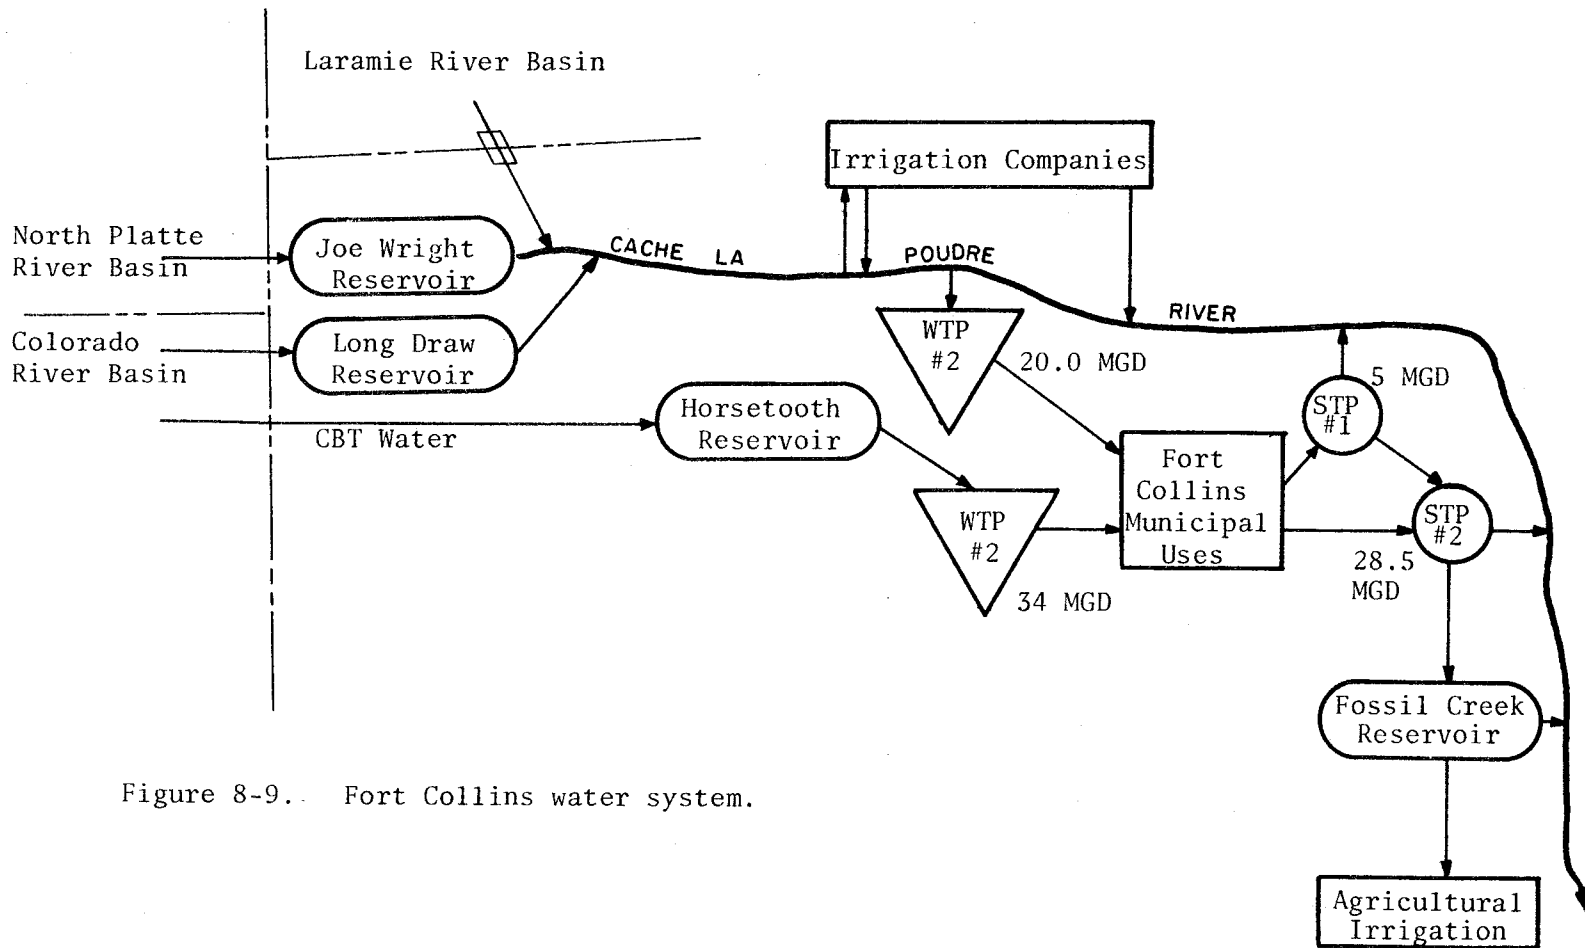 Laramie River Basin
Irrigation Companies
North Platte
River Basin
Joe Wright
Reservoir
CACHE LA POUDRE RIVER
Colorado
River Basin
Long Draw
Reservoir
WTP
#2
20.0 MGD
5 MGD
STP
#1
CBT Water
Horsetooth
Reservoir
Fort
Collins
Municipal
Uses
WTP
#2
34 MGD
STP
#2
28.5
MGD
Fossil Creek
Reservoir
Figure 8-9. Fort Collins water system.
Agricultural
Irrigation